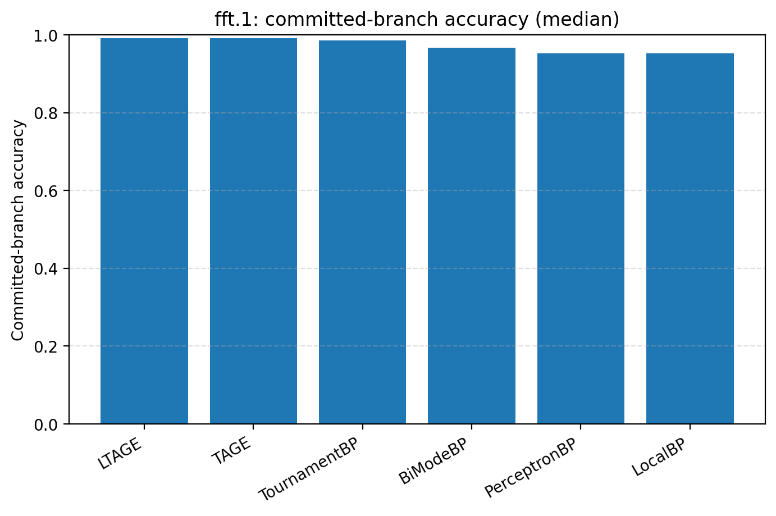 fft.1: committed-branch accuracy (median)
Committed-branch accuracy
1.0
0.8
0.6
0.4
0.2
0.0
LTAGE
TAGE
TournamentBP
BiModeBP
PerceptronBP
LocalBP